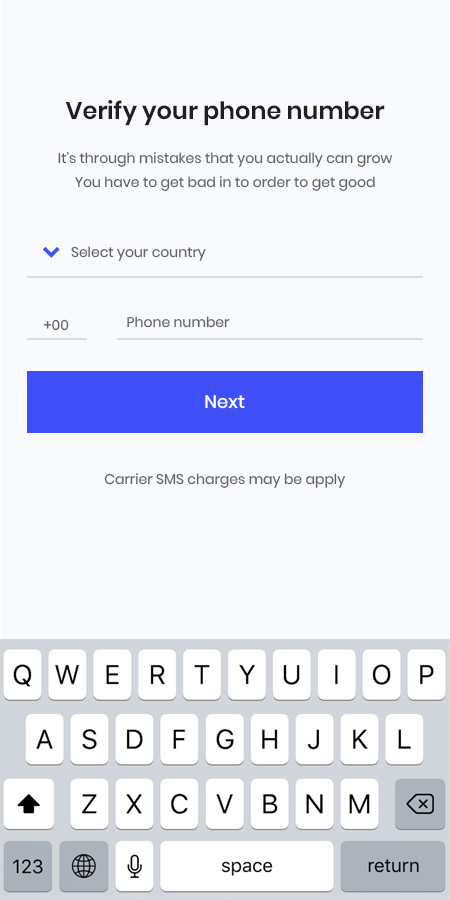 Verify your phone number
It's through mistakes that you actually can grow
You have to get bad in to order to get good
Select your country
+00 Phone number
Next
Carrier SMS charges may be apply
Q W E R T Y U I O P
A S D F G H J K L
Z X C V B N M
123 space return